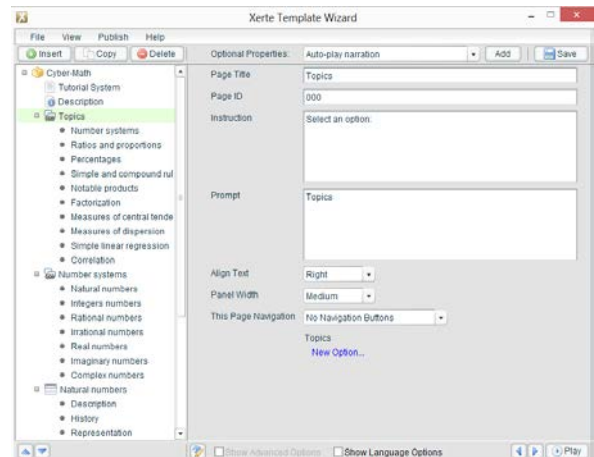 Xerte Template Wizard
File View Publish Help
Insert Copy Delete Optional Properties: Auto-play narration Add Save
Cyber-Math
Tutorial System
Description
Topics
Number systems
Ratios and proportions
Percentages
Simple and compound rul
Notable products
Factorization
Measures of central tende
Measures of dispersion
Simple linear regression
Correlation
Number systems
Natural numbers
Integers numbers
Rational numbers
Irrational numbers
Real numbers
Imaginary numbers
Complex numbers
Natural numbers
Description
History
Representation
Page Title Topics
Page ID 000
Instruction Select an option:
Prompt Topics
Align Text Right
Panel Width Medium
This Page Navigation No Navigation Buttons
Topics
New Option...
Show Advanced Options Show Language Options Play